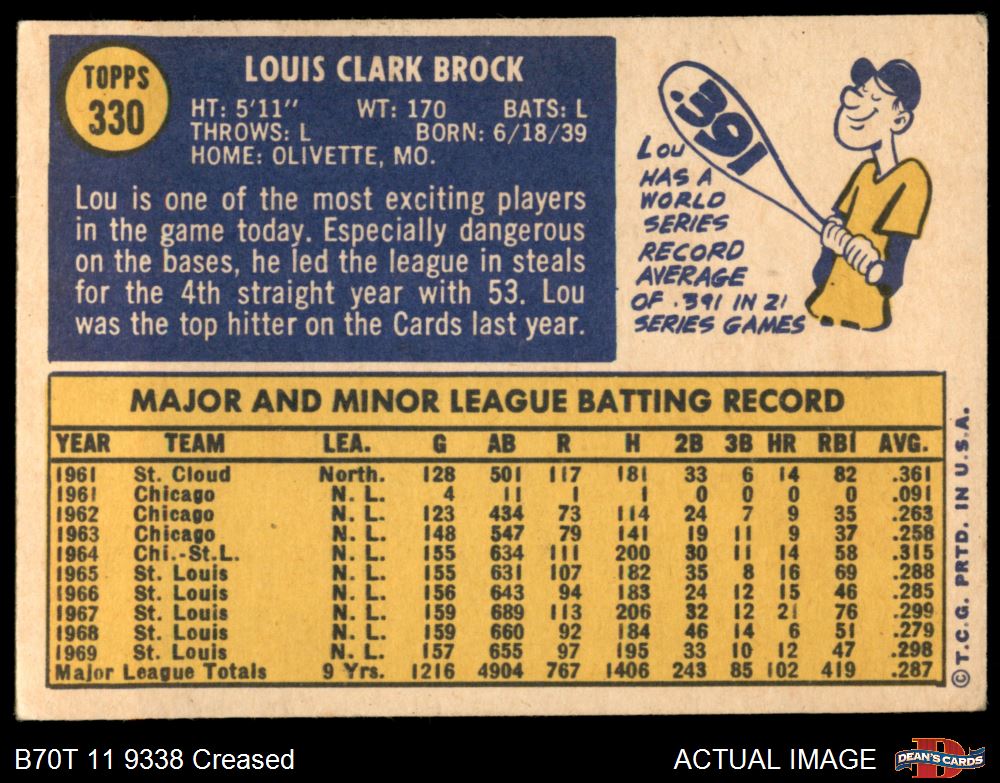 TOPPS
330
LOUIS CLARK BROCK
HT: 5'11" WT: 170 BATS: L
THROWS: L BORN: 6/18/39
HOME: OLIVETTE, MO.
Lou is one of the most exciting players
in the game today. Especially dangerous
on the bases, he led the league in steals
for the 4th straight year with 53. Lou
was the top hitter on the Cards last year.
.391
LOU
HAS A
WORLD
SERIES
RECORD
AVERAGE
OF .391 IN 21
SERIES GAMES
MAJOR AND MINOR LEAGUE BATTING RECORD
YEAR TEAM LEA. G AB R H 2B 3B HR RBI AVG.
1961 St. Cloud North. 128 501 117 181 33 6 14 82 .361
1961 Chicago N. L. 4 11 1 1 0 0 0 0 .091
1962 Chicago N. L. 123 434 73 114 24 7 9 35 .263
1963 Chicago N. L. 148 547 79 141 19 11 9 37 .258
1964 Chi.-St.L. N. L. 155 634 111 200 30 11 14 58 .315
1965 St. Louis N. L. 155 631 107 182 35 8 16 69 .288
1966 St. Louis N. L. 156 643 94 183 24 12 15 46 .285
1967 St. Louis N. L. 159 689 113 206 32 12 21 76 .299
1968 St. Louis N. L. 159 660 92 184 46 14 6 51 .279
1969 St. Louis N. L. 157 655 97 195 33 10 12 47 .298
Major League Totals 9 Yrs. 1216 4904 767 1406 243 85 102 419 .287
© T.C.G. PRTD. IN U.S.A.
B70T 11 9338 Creased
ACTUAL IMAGE
D
DEAN'S CARDS